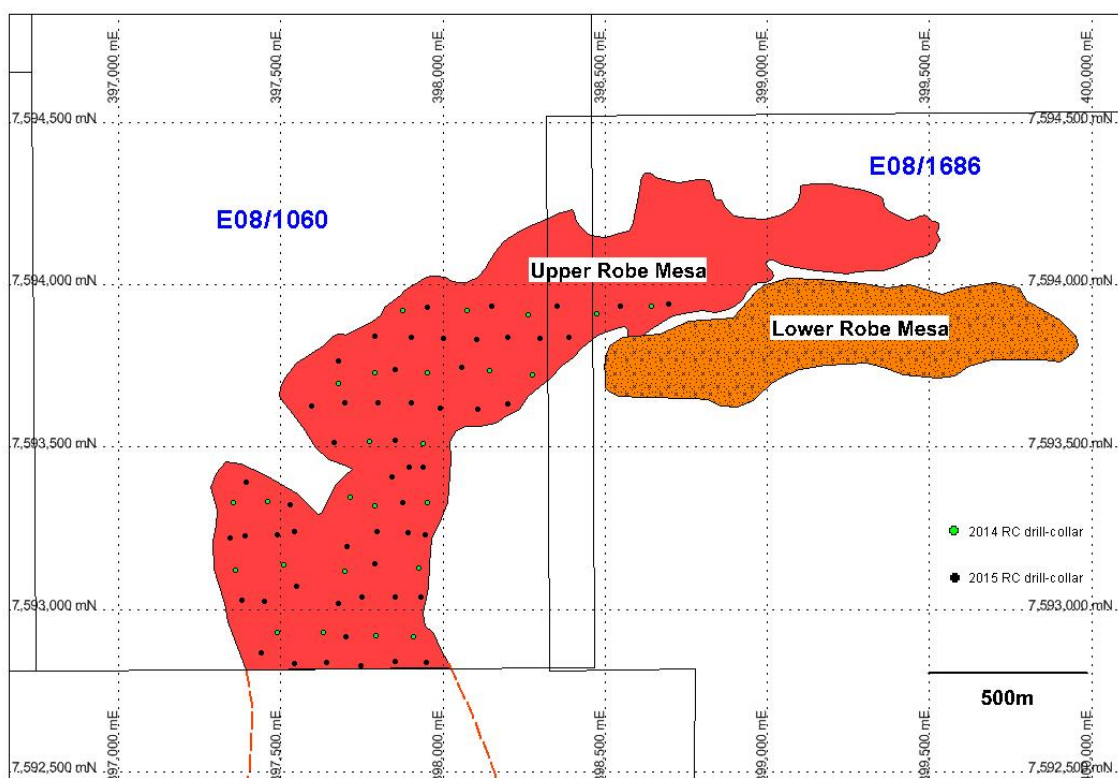 397,000 mE
397,500 mE
398,000 mE
398,500 mE
399,000 mE
399,500 mE
400,000 mE
7,594,500 mN
7,594,500 mN
E08/1686
E08/1060
Upper Robe Mesa
7,594,000 mN
7,594,000 mN
Lower Robe Mesa
7,593,500 mN
7,593,500 mN
2014 RC drill-collar
2015 RC drill-collar
7,593,000 mN
7,593,000 mN
500m
397,000 mE
397,500 mE
398,000 mE
398,500 mE
399,000 mE
399,500 mE
400,000 mE
7,592,500 mN
7,592,500 mN